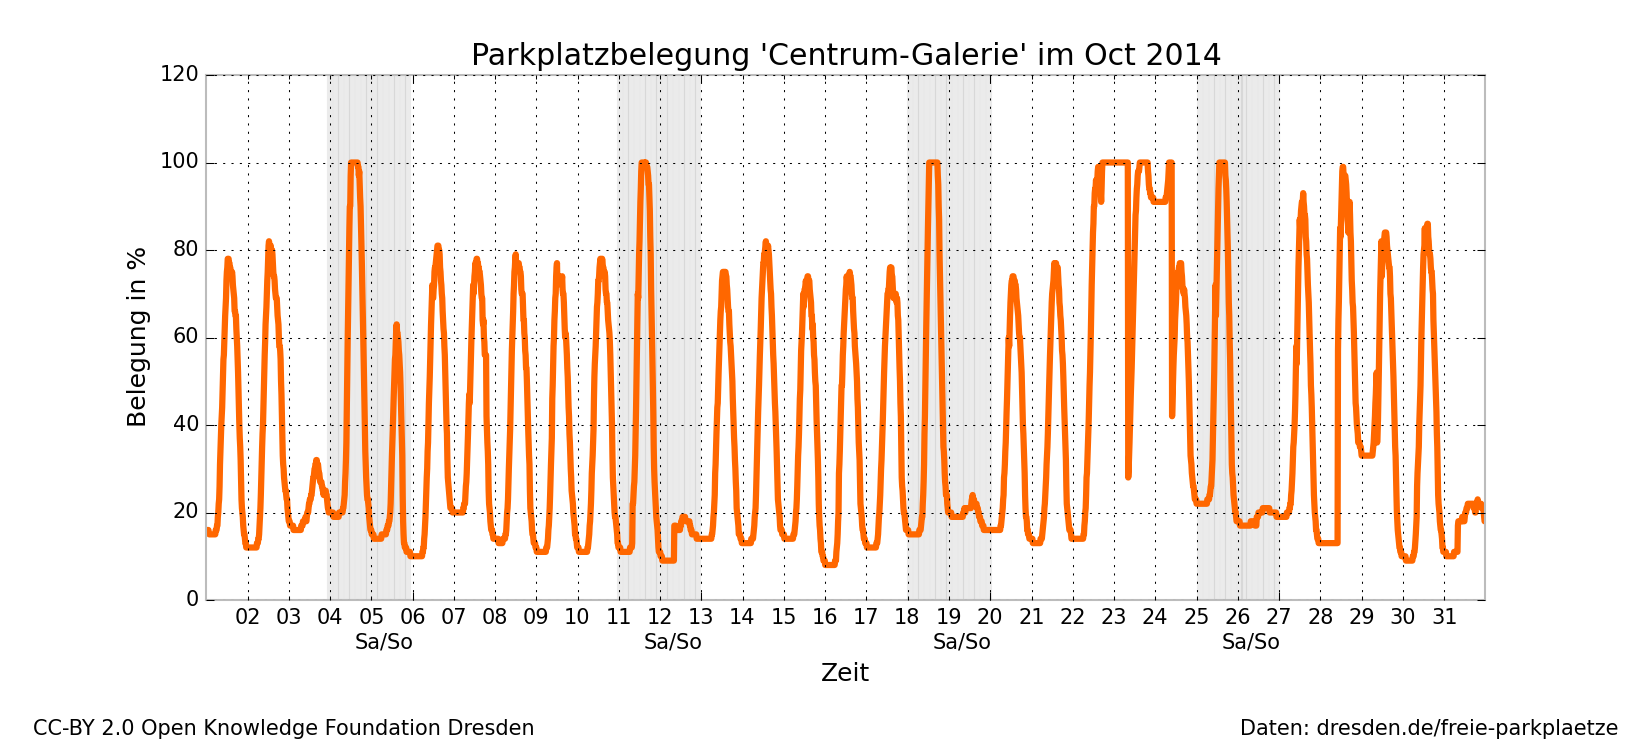 Parkplatzbelegung 'Centrum-Galerie' im Oct 2014
120
100
80
60
40
20
0
Belegung in %
02 03 04 05 06 07 08 09 10 11 12 13 14 15 16 17 18 19 20 21 22 23 24 25 26 27 28 29 30 31
Sa/So Sa/So Sa/So Sa/So
Zeit
CC-BY 2.0 Open Knowledge Foundation Dresden
Daten: dresden.de/freie-parkplaetze